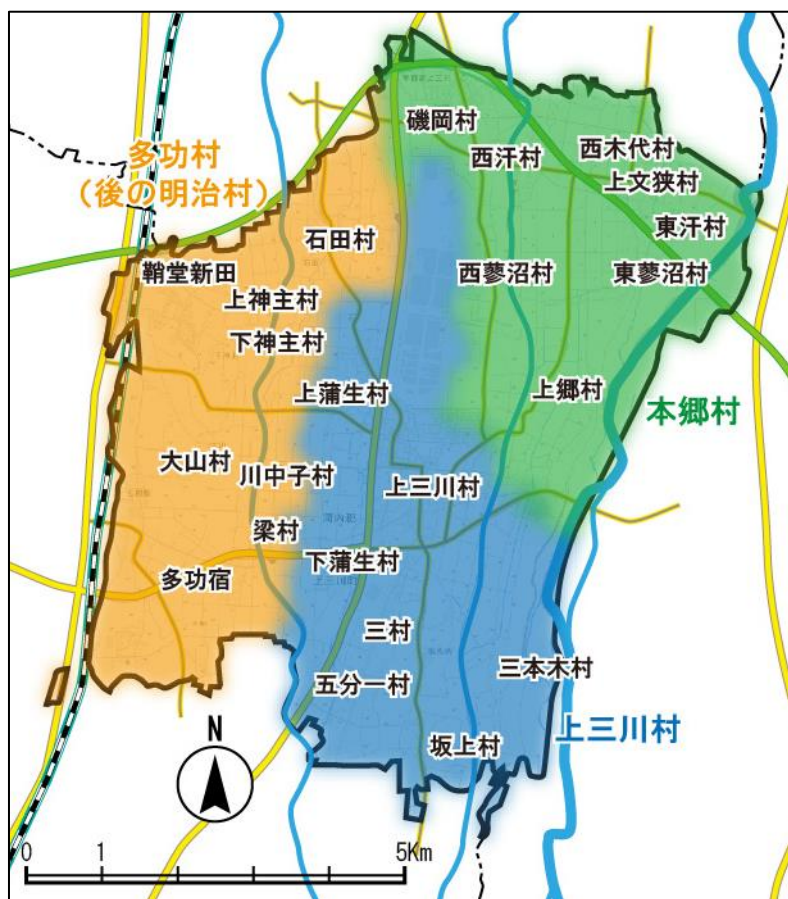 磯岡村
西汗村
西木代村
上文狭村
東汗村
多功村
（後の明治村）
石田村
鞘堂新田
上神主村
下神主村
西蓼沼村
東蓼沼村
上蒲生村
上郷村
本郷村
大山村
川中子村
上三川村
梁村
下蒲生村
多功宿
三村
五分一村
三本木村
上三川村
坂上村
N
0 1 5Km